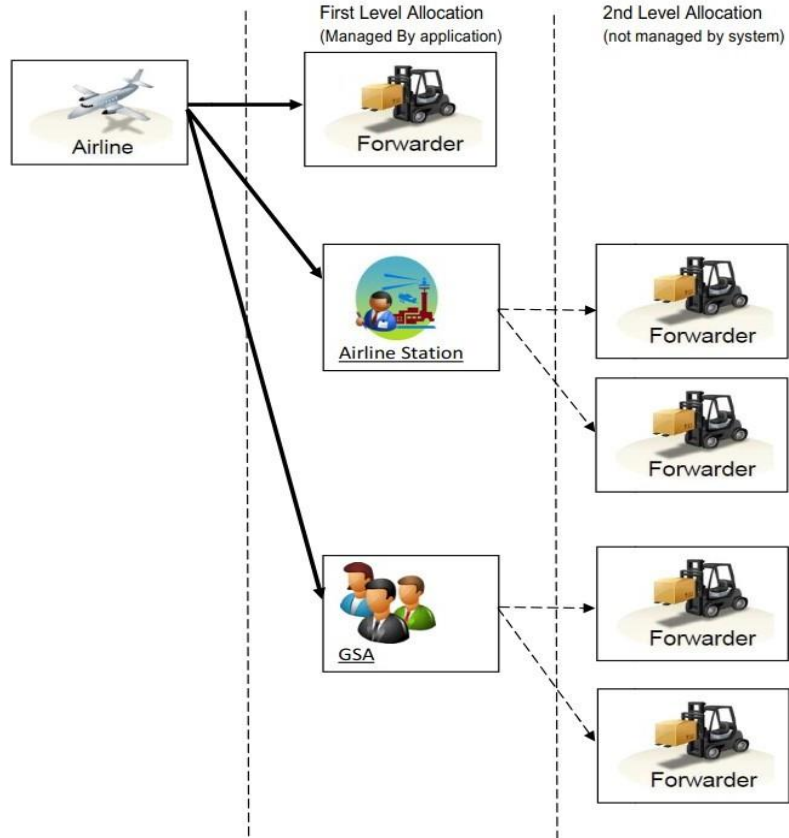 First Level Allocation
(Managed By application)
2nd Level Allocation
(not managed by system)
Airline
Forwarder
Airline Station
Forwarder
Forwarder
GSA
Forwarder
Forwarder